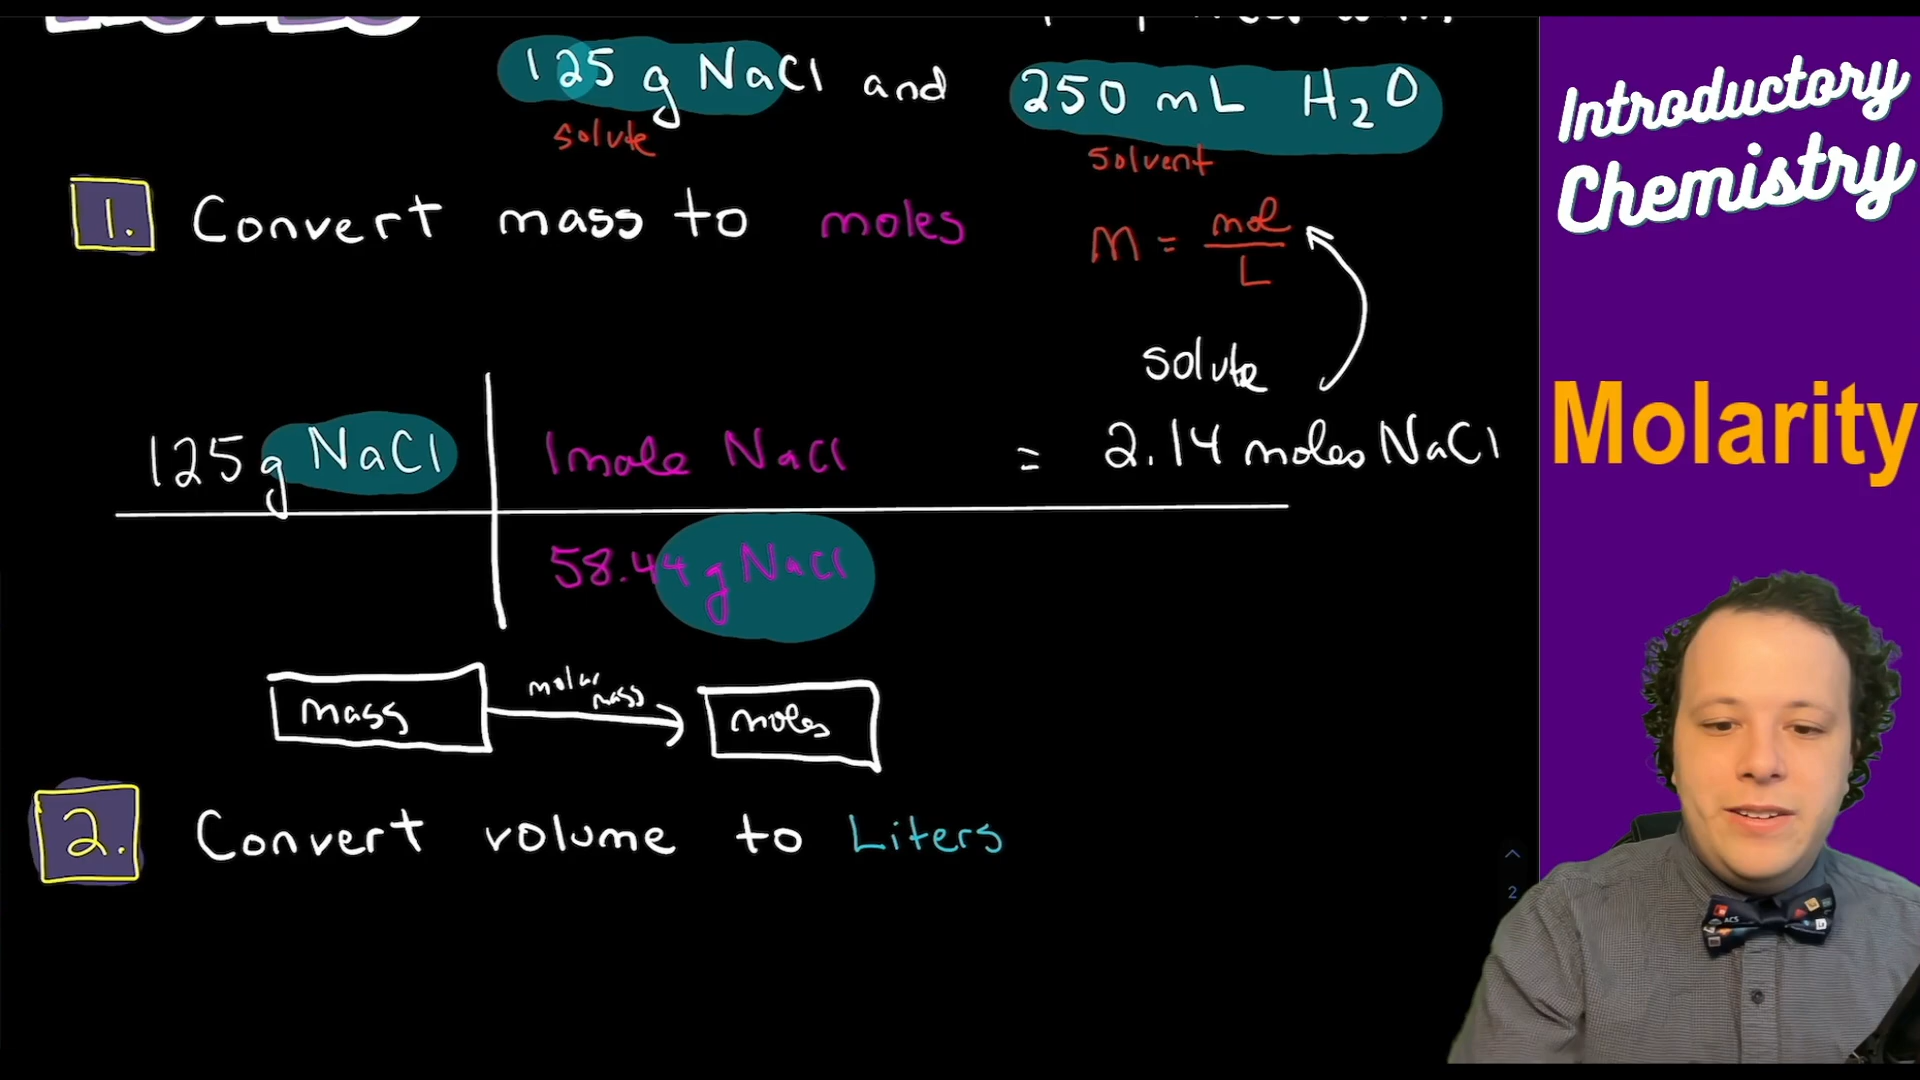 125 g NaCl and 250 mL H₂O
solute
solvent
1. Convert mass to moles
M = mol
L
solute
125 g NaCl
1 mole NaCl
= 2.14 moles NaCl
58.44 g NaCl
mass
molar mass
moles
2. Convert volume to Liters
2
Introductory
Chemistry
Molarity
ACS